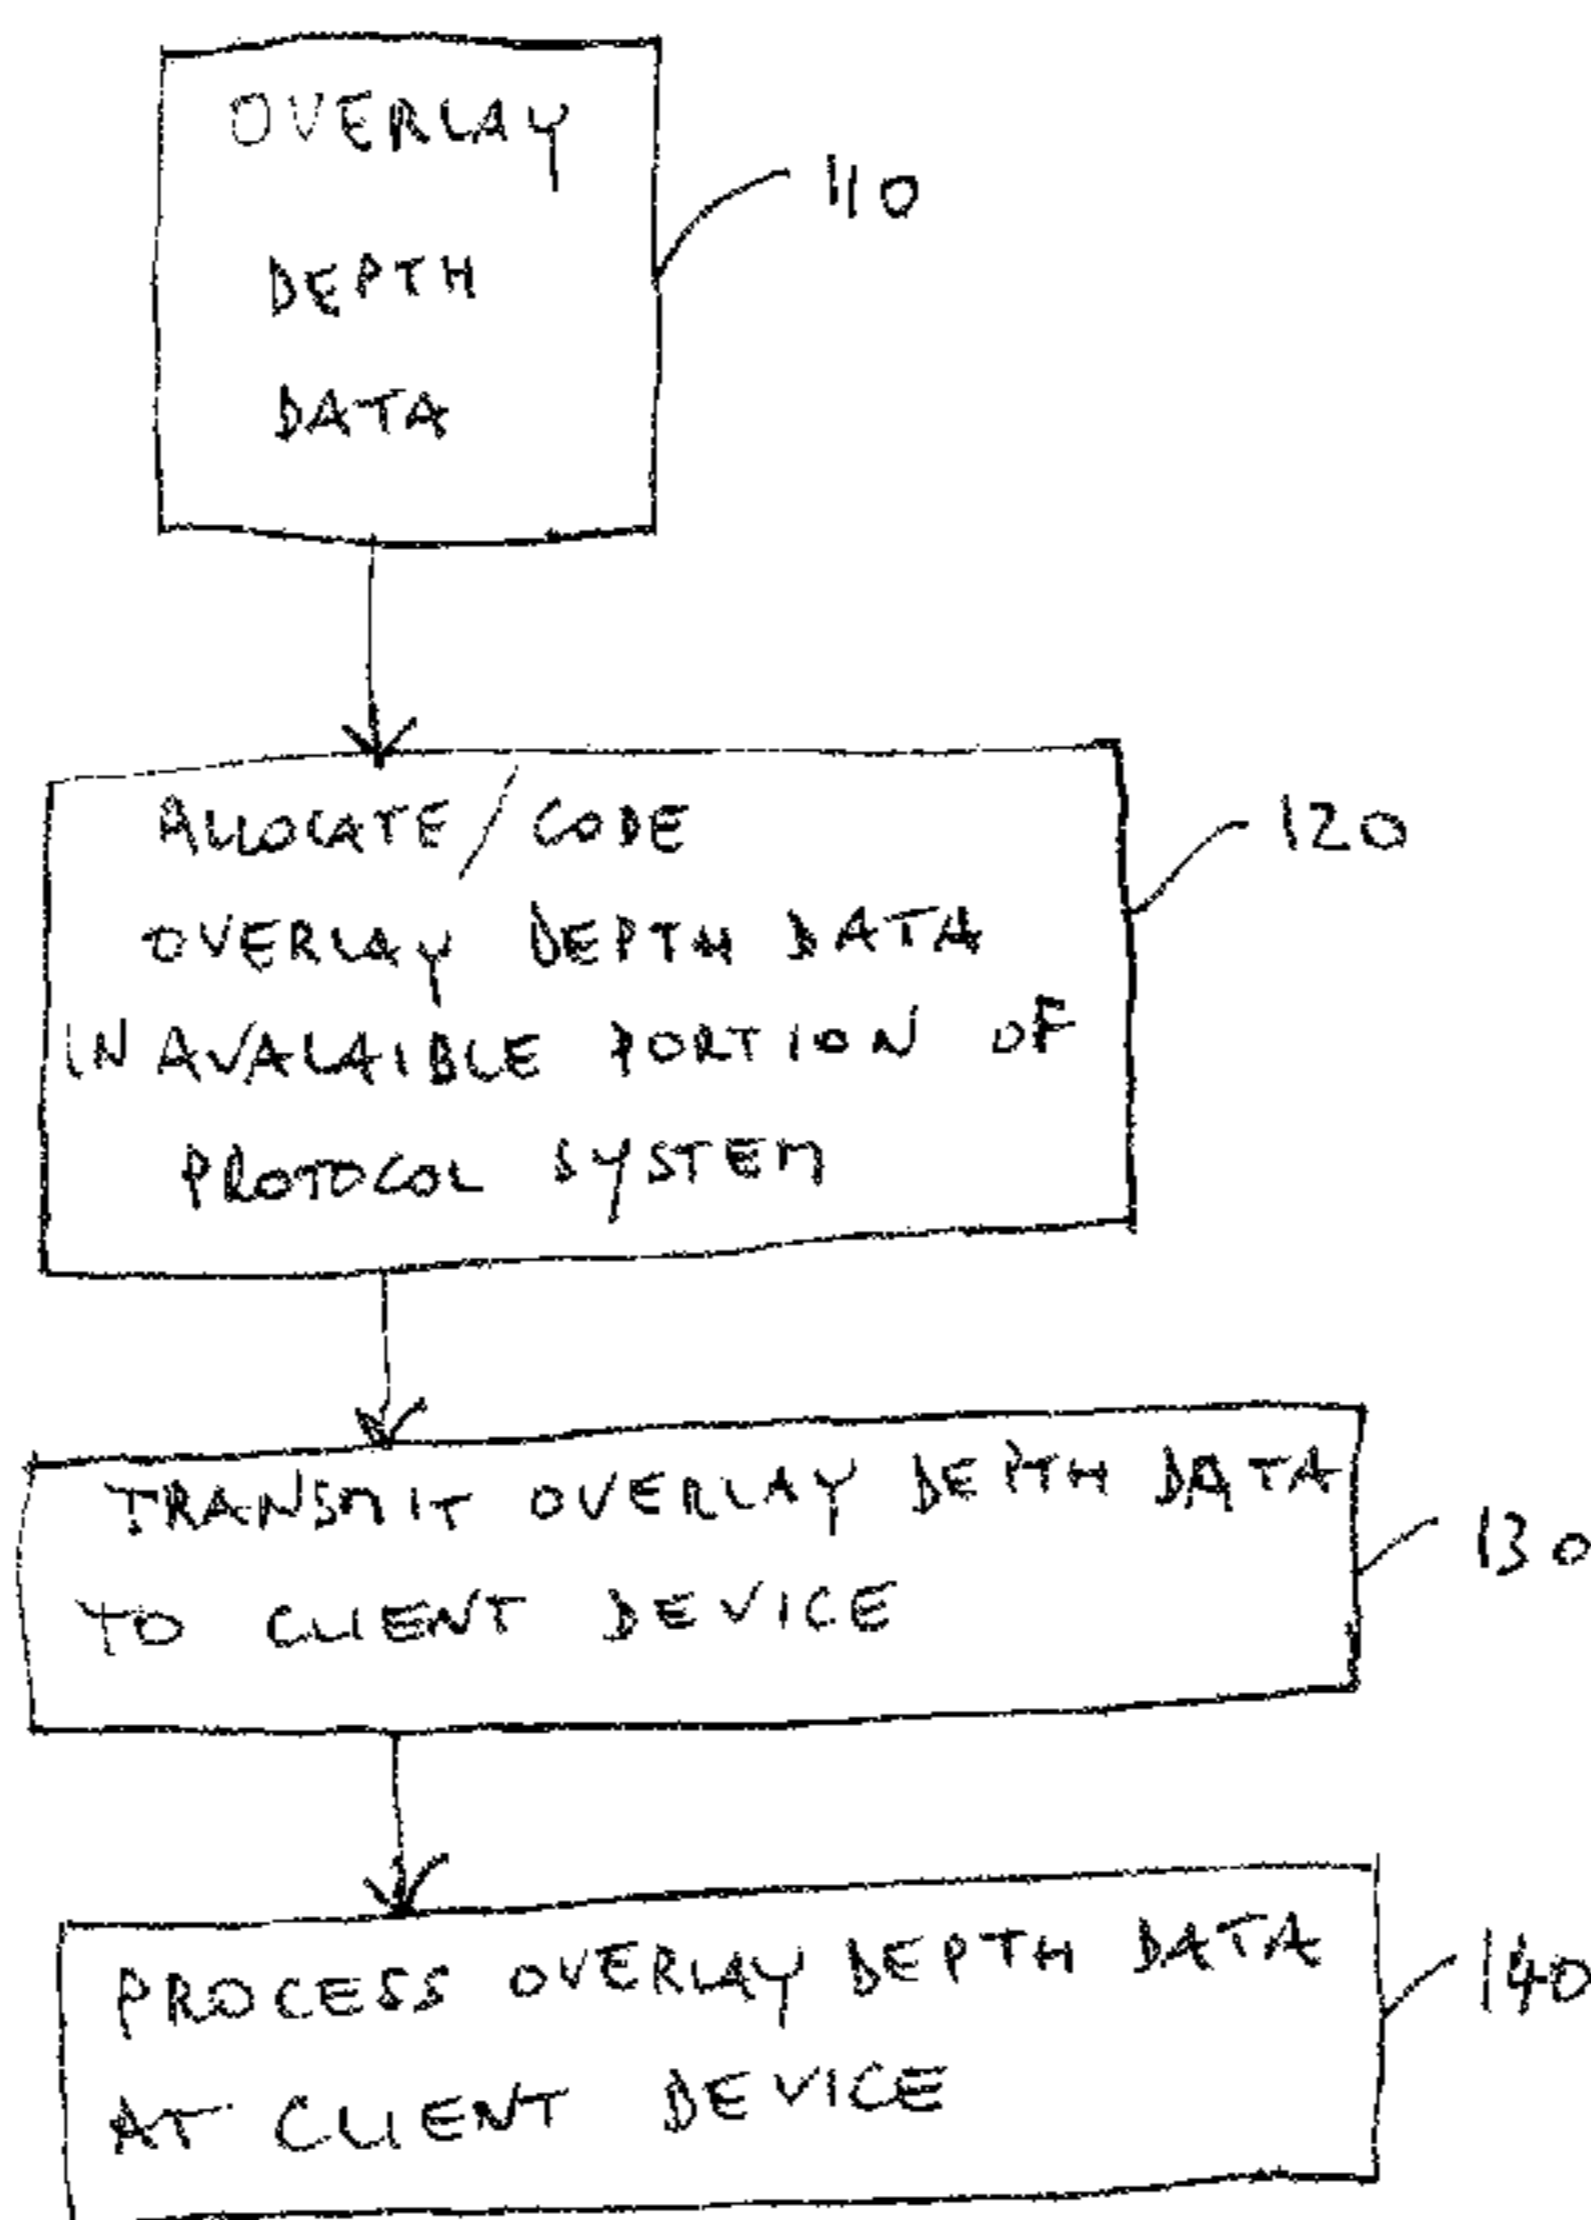 OVERLAY
DEPTH
DATA
110
ALLOCATE/CODE
OVERLAY DEPTH DATA
IN AVALAIBLE PORTION OF
PROTOCOL SYSTEM
120
TRANSMIT OVERLAY DEPTH DATA
TO CLIENT DEVICE
130
PROCESS OVERLAY DEPTH DATA
AT CLIENT DEVICE
140